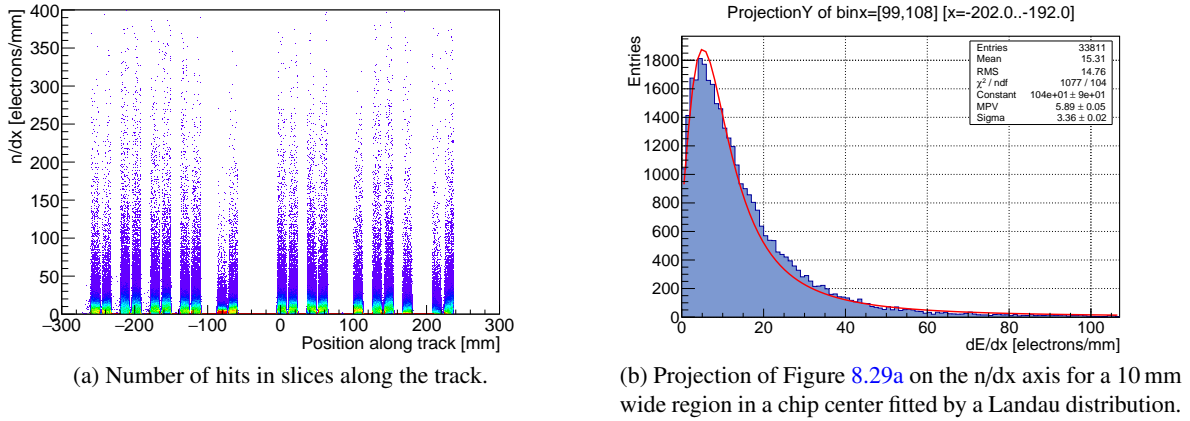 n/dx [electrons/mm]
400
350
300
250
200
150
100
50
0
−300 −200 −100 0 100 200 300
Position along track [mm]
(a) Number of hits in slices along the track.
ProjectionY of binx=[99,108] [x=-202.0..-192.0]
Entries
1800
1600
1400
1200
1000
800
600
400
200
0
Entries 33811
Mean 15.31
RMS 14.76
χ² / ndf 1077 / 104
Constant 104e+01 ± 9e+01
MPV 5.89 ± 0.05
Sigma 3.36 ± 0.02
0 20 40 60 80 100
dE/dx [electrons/mm]
(b) Projection of Figure 8.29a on the n/dx axis for a 10 mm
wide region in a chip center fitted by a Landau distribution.